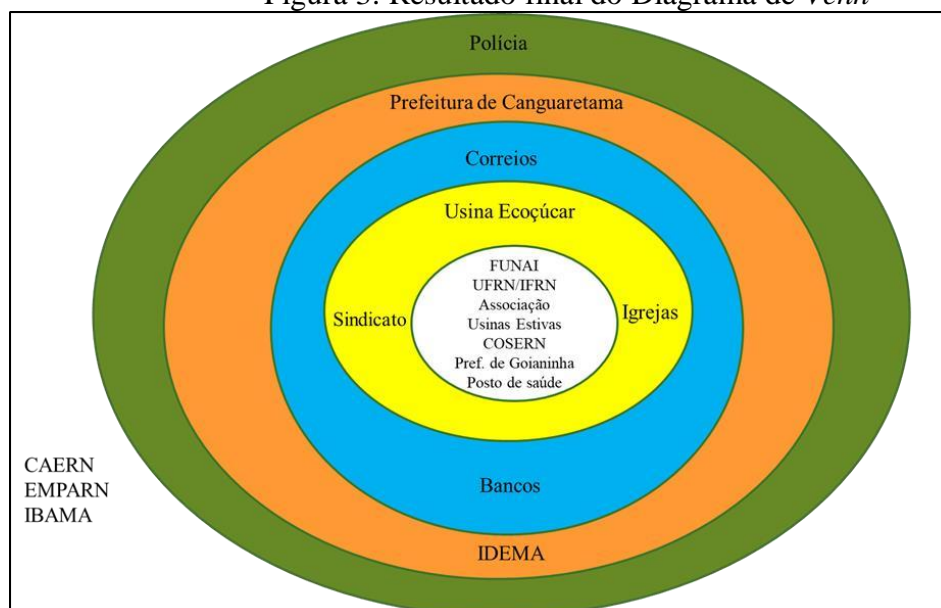 Figura 3: Resultado final do Diagrama de Venn
Polícia
Prefeitura de Canguaretama
Correios
Usina Ecoçúcar
FUNAI
UFRN/IFRN
Associação
Usinas Estivas
COSERN
Pref. de Goianinha
Posto de saúde
Sindicato
Igrejas
Bancos
IDEMA
CAERN
EMPARN
IBAMA